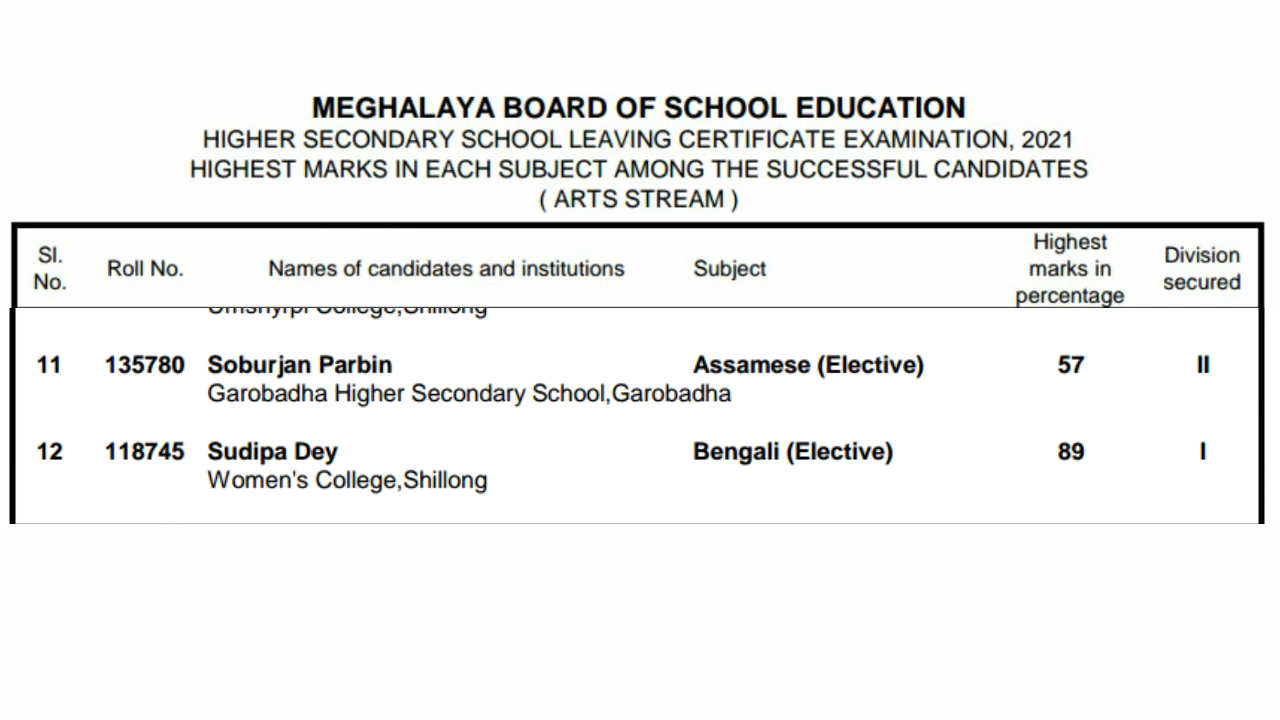 MEGHALAYA BOARD OF SCHOOL EDUCATION
HIGHER SECONDARY SCHOOL LEAVING CERTIFICATE EXAMINATION, 2021
HIGHEST MARKS IN EACH SUBJECT AMONG THE SUCCESSFUL CANDIDATES
( ARTS STREAM )
Sl. No. Roll No. Names of candidates and institutions Subject Highest marks in percentage Division secured
College,Shillong
11 135780 Soburjan Parbin Assamese (Elective) 57 II
Garobadha Higher Secondary School,Garobadha
12 118745 Sudipa Dey Bengali (Elective) 89 I
Women's College,Shillong